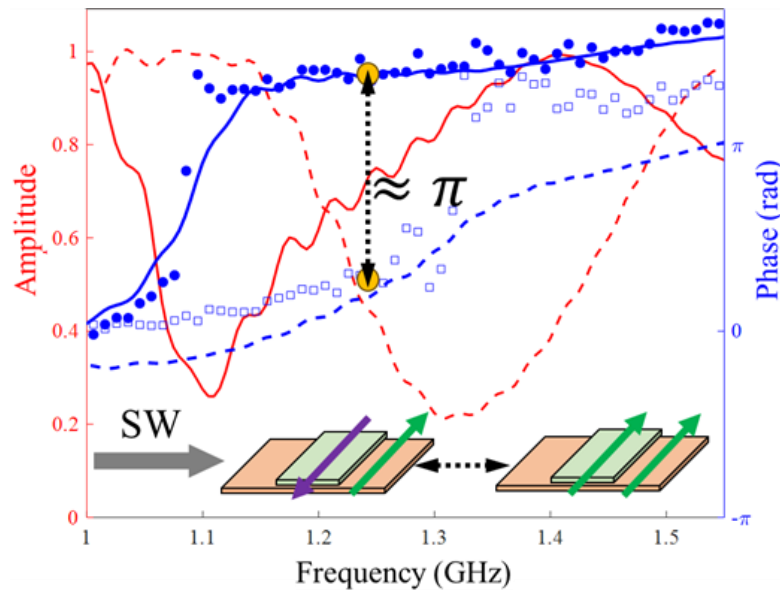 1
0.8
0.6
0.4
0.2
0
Amplitude
π
0
-π
Phase (rad)
≈ π
SW
1
1.1
1.2
1.3
1.4
1.5
Frequency (GHz)